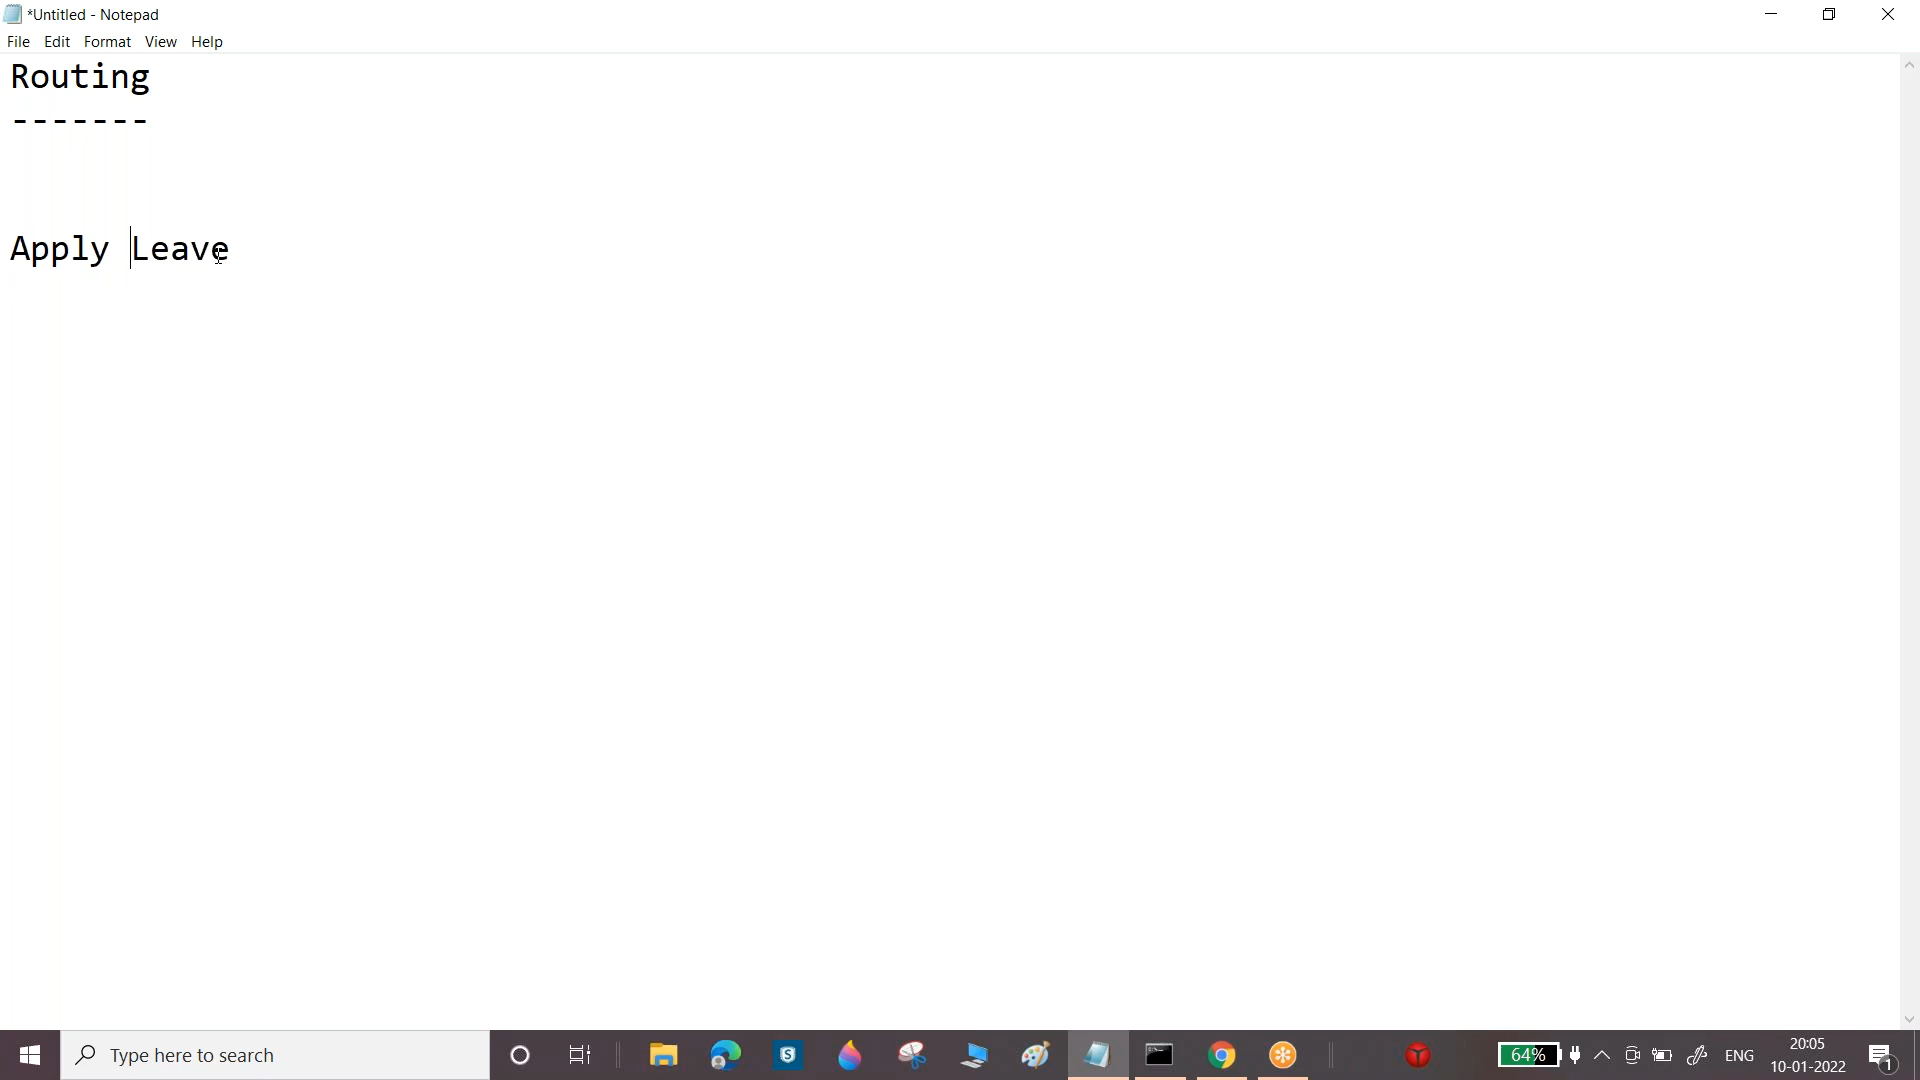 *Untitled - Notepad
File Edit Format View Help
Routing
-------
Apply Leave
Type here to search
64%
ENG
20:05
10-01-2022
1